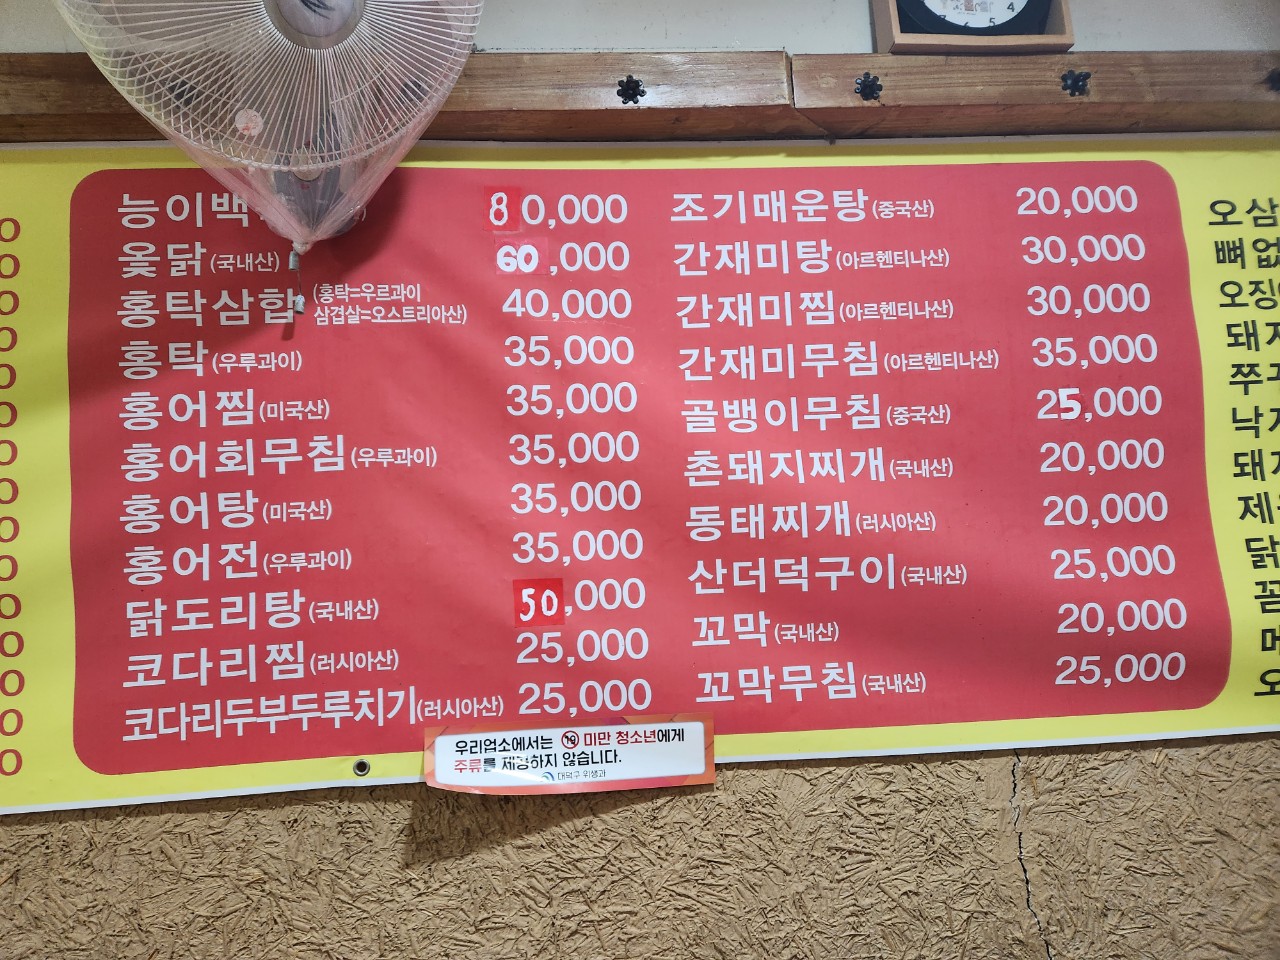 능이백 80,000
옻닭(국내산) 60,000
홍탁삼합 (홍탁=우르과이 삼겹살=오스트리아산) 40,000
홍탁(우루과이) 35,000
홍어찜(미국산) 35,000
홍어회무침(우루과이) 35,000
홍어탕(미국산) 35,000
홍어전(우루과이) 35,000
닭도리탕(국내산) 50,000
코다리찜(러시아산) 25,000
코다리두부두루치기(러시아산) 25,000
조기매운탕(중국산) 20,000
간재미탕(아르헨티나산) 30,000
간재미찜(아르헨티나산) 30,000
간재미무침(아르헨티나산) 35,000
골뱅이무침(중국산) 25,000
촌돼지찌개(국내산) 20,000
동태찌개(러시아산) 20,000
산더덕구이(국내산) 25,000
꼬막(국내산) 20,000
꼬막무침(국내산) 25,000
우리업소에서는 19 미만 청소년에게
주류를 제공하지 않습니다.
대덕구 위생과
오삼
뼈없
오징
돼지
쭈꾸
낙지
돼지
닭